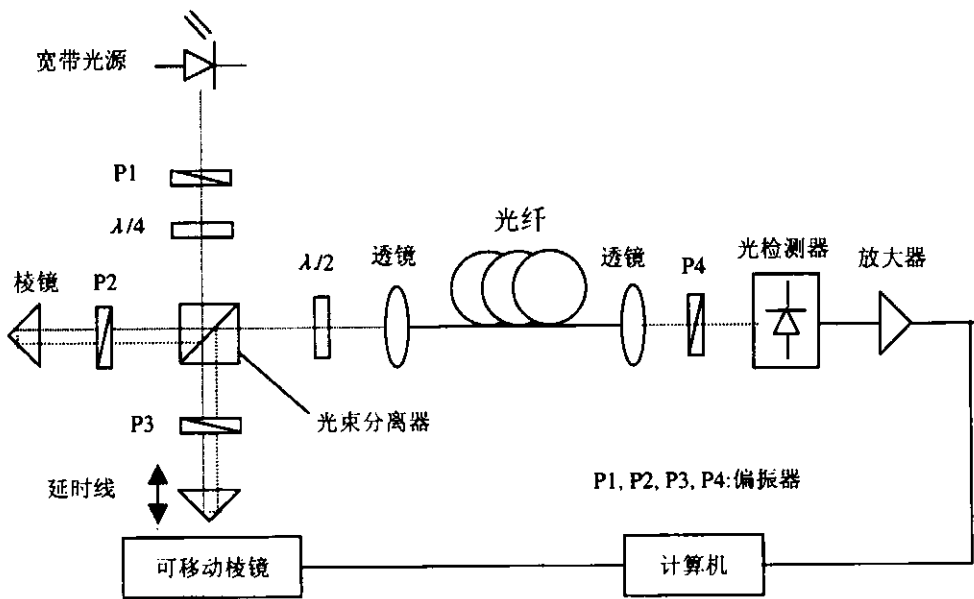 宽带光源
P1
λ/4
光纤
λ/2
透镜
透镜
P4
光检测器
放大器
棱镜
P2
P3
光束分离器
延时线
P1, P2, P3, P4:偏振器
可移动棱镜
计算机